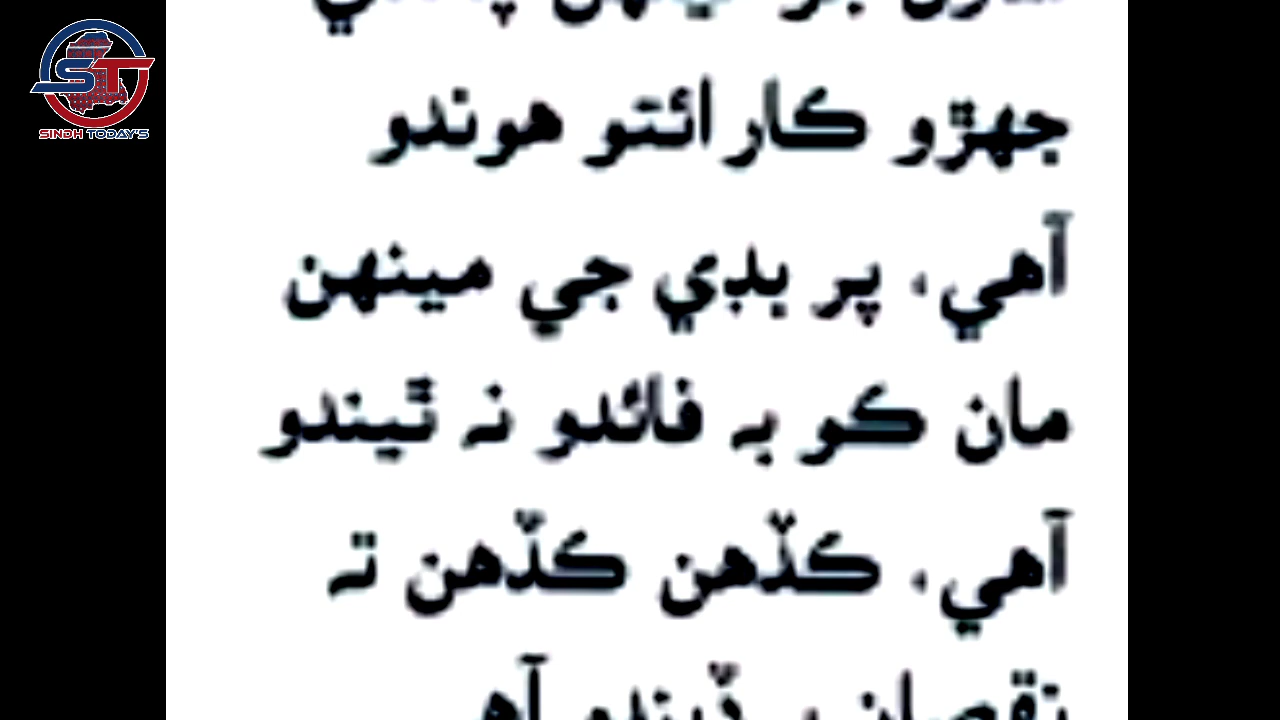 SINDH TODAY'S
جهڙو ڪارائتو هوندو
آهي، پر بڊي جي مينهن
مان ڪو بہ فائدو نہ ٿيندو
آهي، ڪڏهن ڪڏهن تہ